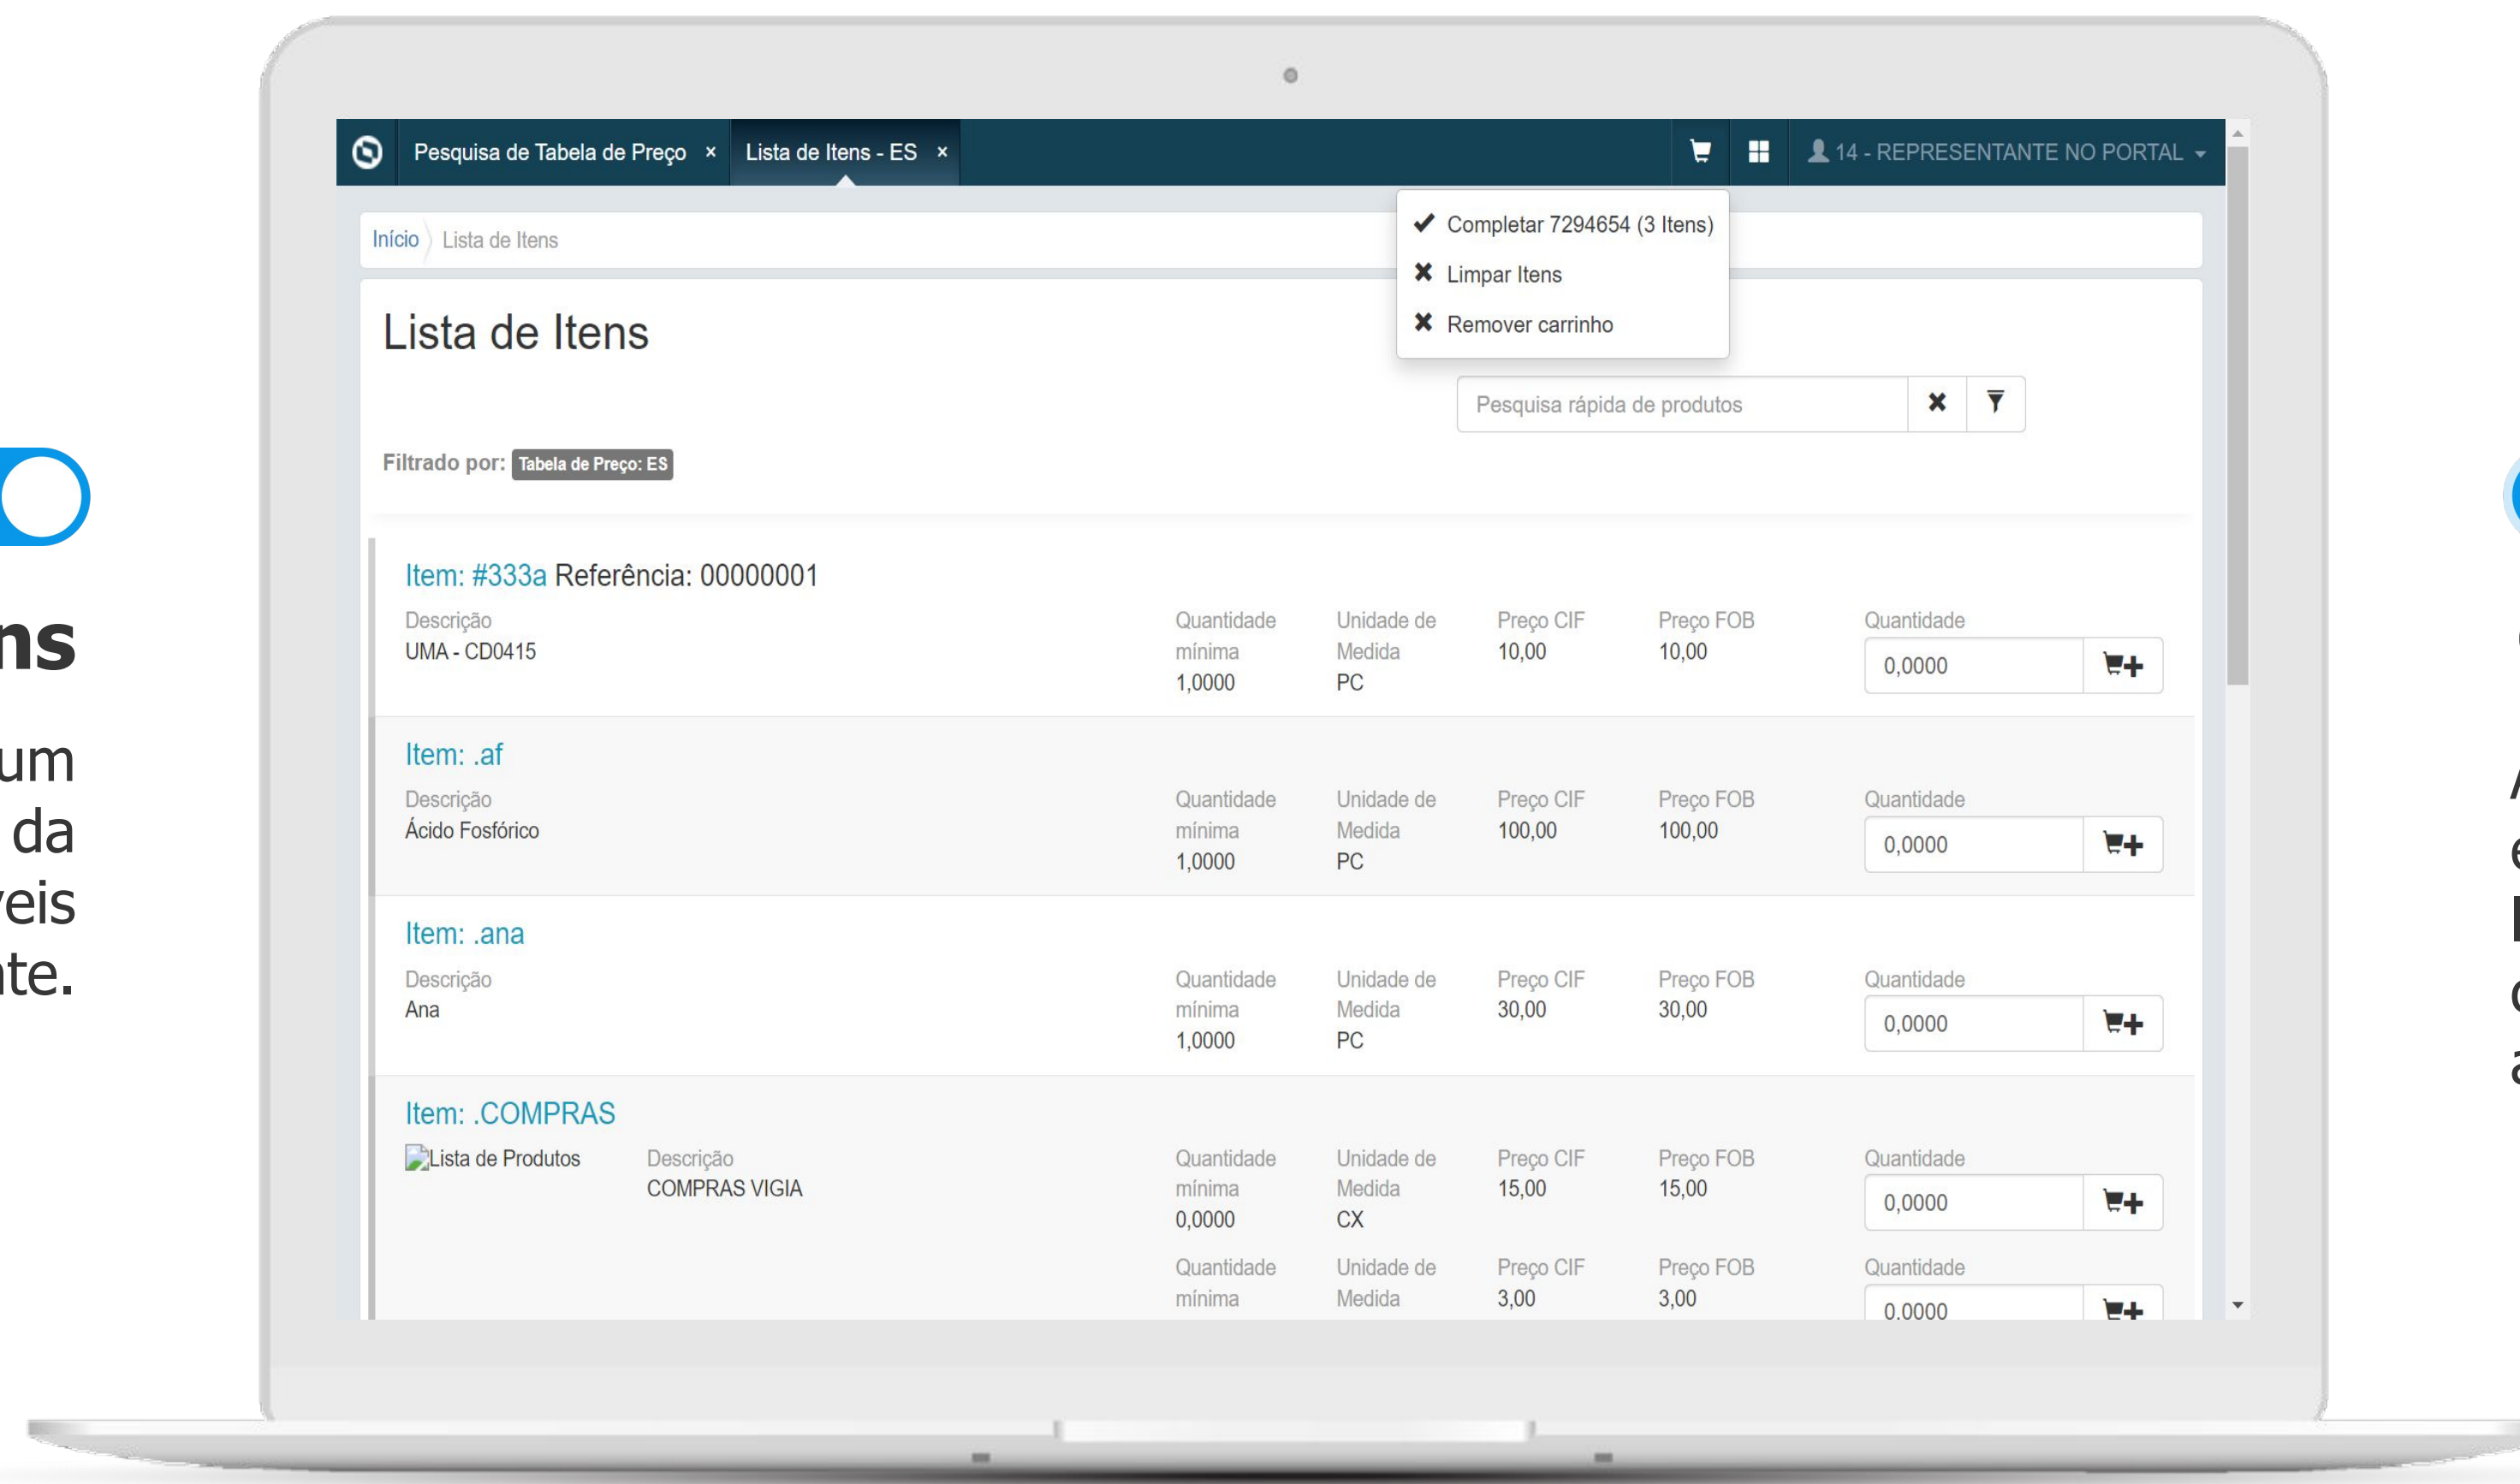 Pesquisa de Tabela de Preço × Lista de Itens - ES × 14 - REPRESENTANTE NO PORTAL
Início Lista de Itens
Completar 7294654 (3 Itens)
Limpar Itens
Remover carrinho
Lista de Itens
Pesquisa rápida de produtos
Filtrado por: Tabela de Preço: ES
Item: #333a Referência: 00000001
Descrição Quantidade Unidade de Preço CIF Preço FOB Quantidade
UMA - CD0415 mínima Medida 10,00 10,00 0,0000
1,0000 PC
Item: .af
Descrição Quantidade Unidade de Preço CIF Preço FOB Quantidade
Ácido Fosfórico mínima Medida 100,00 100,00 0,0000
1,0000 PC
Item: .ana
Descrição Quantidade Unidade de Preço CIF Preço FOB Quantidade
Ana mínima Medida 30,00 30,00 0,0000
1,0000 PC
Item: .COMPRAS
Lista de Produtos Descrição Quantidade Unidade de Preço CIF Preço FOB Quantidade
COMPRAS VIGIA mínima Medida 15,00 15,00 0,0000
0,0000 CX
Quantidade Unidade de Preço CIF Preço FOB Quantidade
mínima Medida 3,00 3,00 0,0000
um
da